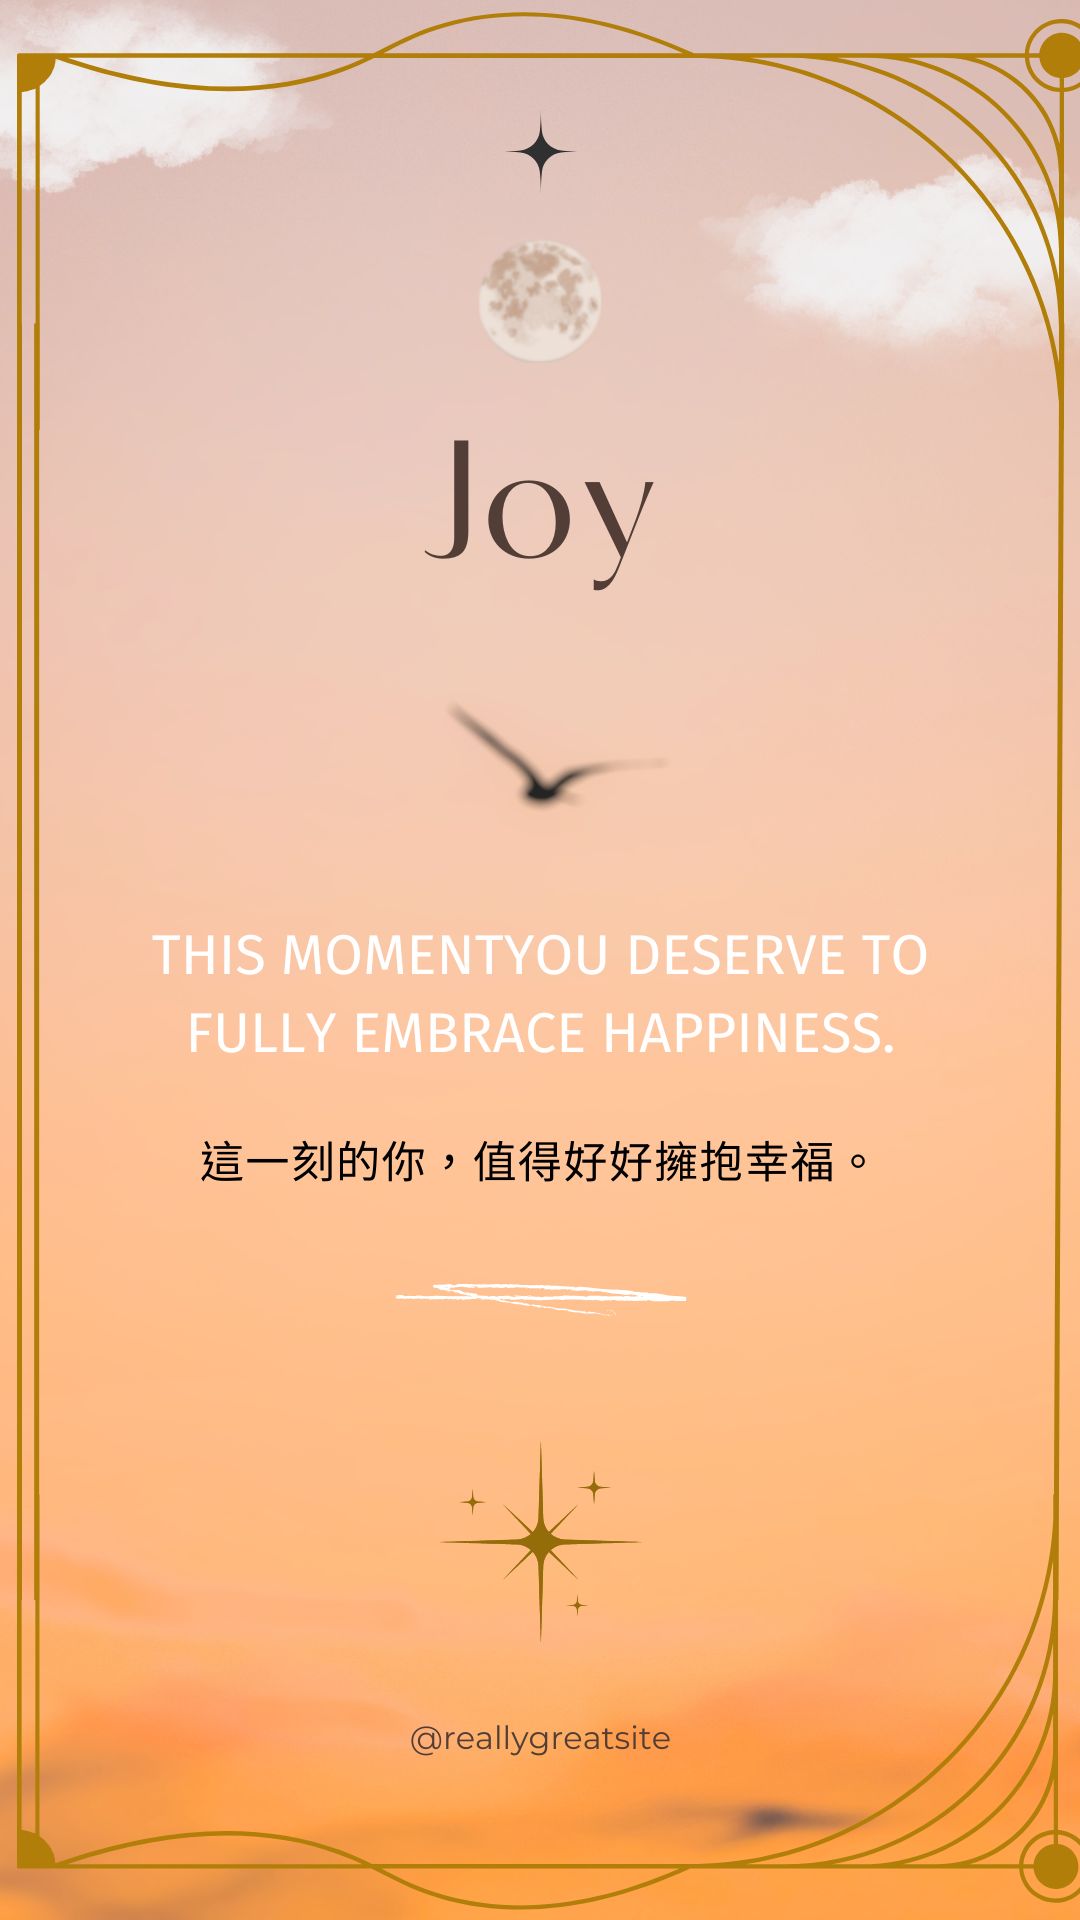 Joy
THIS MOMENTYOU DESERVE TO
FULLY EMBRACE HAPPINESS.
這一刻的你，值得好好擁抱幸福。
@reallygreatsite